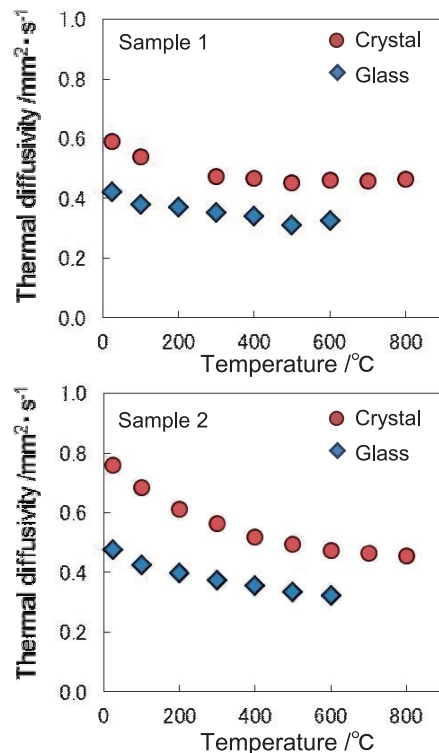 Sample 1
Crystal
Glass
Thermal diffusivity /mm²・s⁻¹
1.0
0.8
0.6
0.4
0.2
0.0
0 200 400 600 800
Temperature /°C
Sample 2
Crystal
Glass
Thermal diffusivity /mm²・s⁻¹
1.0
0.8
0.6
0.4
0.2
0.0
0 200 400 600 800
Temperature /°C